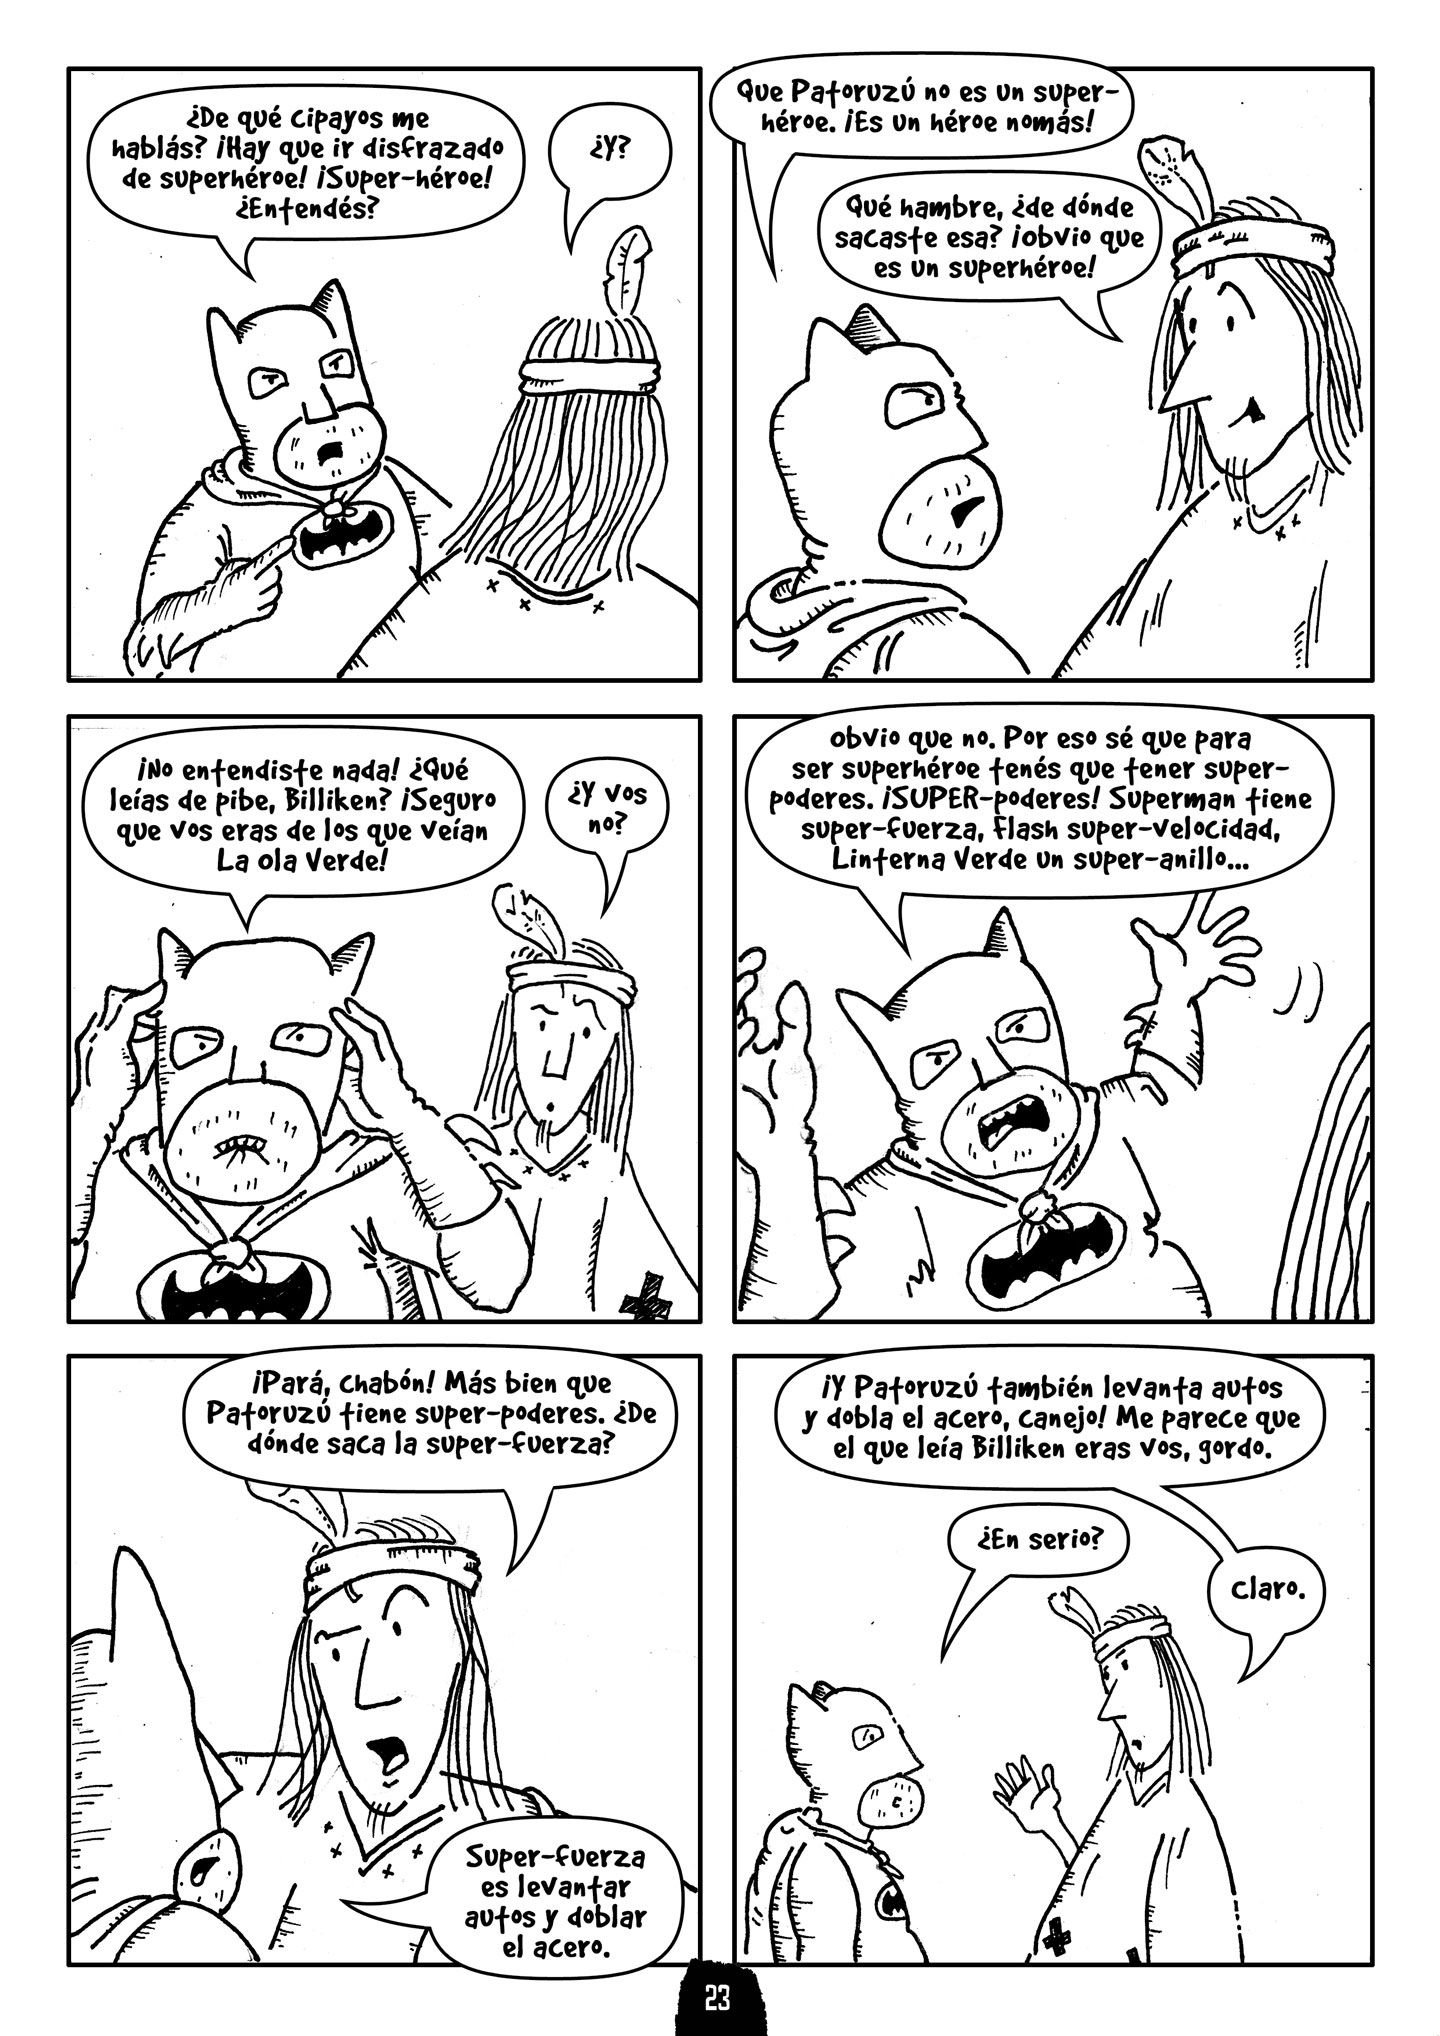 ¿De qué cipayos me
hablás? ¡Hay que ir disfrazado
de superhéroe! ¡Super-héroe!
¿Entendés?
¿Y?
Que Patoruzú no es un super-
héroe. ¡Es un héroe nomás!
Qué hambre, ¿de dónde
sacaste esa? ¡Obvio que
es un superhéroe!
¡No entendiste nada! ¿Qué
leías de pibe, Billiken? ¡Seguro
que vos eras de los que veían
La Ola Verde!
¿Y vos
no?
Obvio que no. Por eso sé que para
ser superhéroe tenés que tener super-
poderes. ¡SUPER-poderes! Superman tiene
super-fuerza, Flash super-velocidad,
Linterna Verde un super-anillo...
¡Pará, chabón! Más bien que
Patoruzú tiene super-poderes. ¿De
dónde saca la super-fuerza?
Super-fuerza
es levantar
autos y doblar
el acero.
¡Y Patoruzú también levanta autos
y dobla el acero, canejo! Me parece que
el que leía Billiken eras vos, gordo.
¿En serio?
Claro.
23